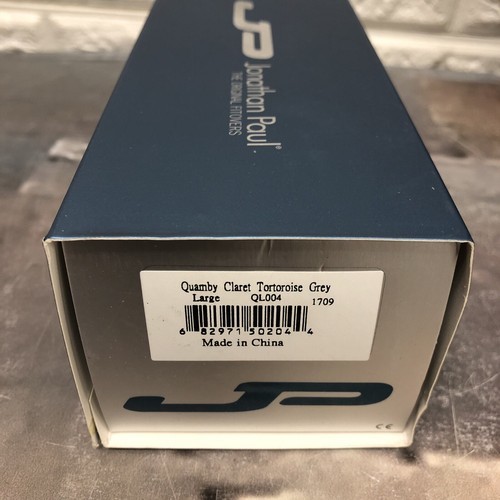 JP
Jonathan Paul®
THE ORIGINAL FITOVERS
Quamby Claret Tortoroise Grey
Large QL004 1709
6 82971 50204 4
Made in China
JP
CE